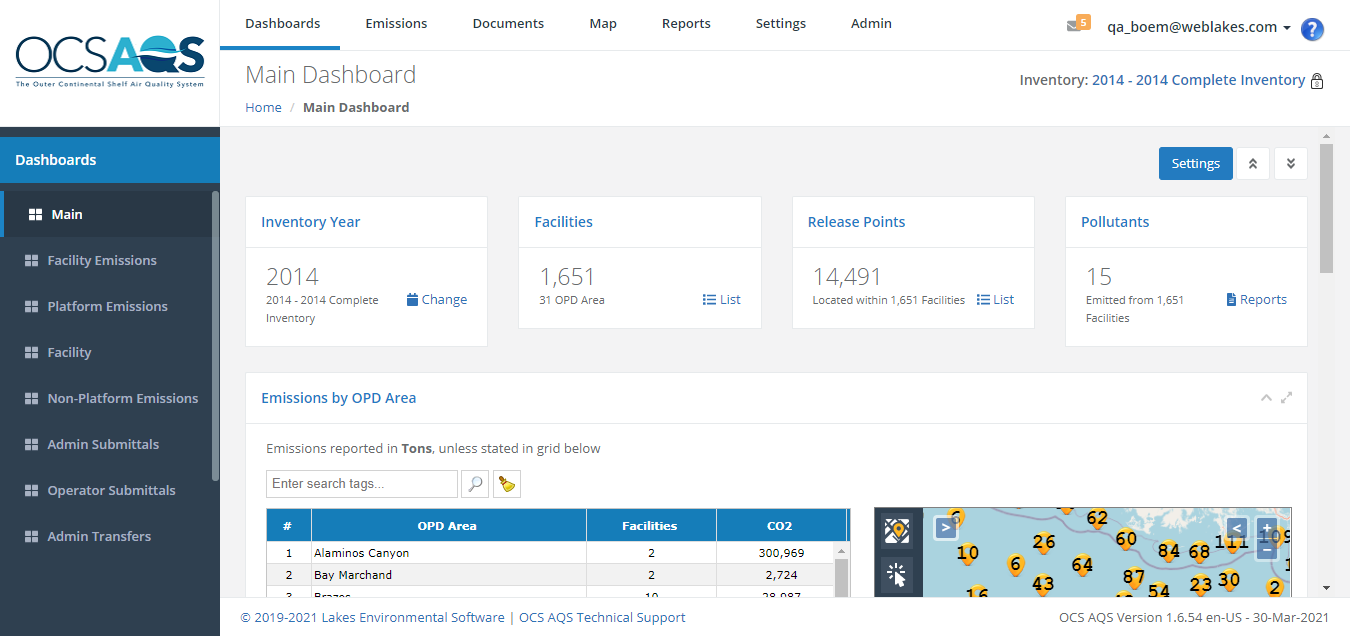 Dashboards Emissions Documents Map Reports Settings Admin 5 qa_boem@weblakes.com ?
OCSAQS
The Outer Continental Shelf Air Quality System
Main Dashboard
Inventory: 2014 - 2014 Complete Inventory
Home / Main Dashboard
Dashboards
Main
Facility Emissions
Platform Emissions
Facility
Non-Platform Emissions
Admin Submittals
Operator Submittals
Admin Transfers
Settings
Inventory Year
2014
2014 - 2014 Complete
Inventory
Change
Facilities
1,651
31 OPD Area
List
Release Points
14,491
Located within 1,651 Facilities
List
Pollutants
15
Emitted from 1,651
Facilities
Reports
Emissions by OPD Area
Emissions reported in Tons, unless stated in grid below
Enter search tags...
# OPD Area Facilities CO2
1 Alaminos Canyon 2 300,969
2 Bay Marchand 2 2,724
3 Brazos 10 28,987
> 6 62 < +
10 26 60 84 68 111 109 −
6 64
43 87 54 23 30 2
16
© 2019-2021 Lakes Environmental Software | OCS AQS Technical Support
OCS AQS Version 1.6.54 en-US - 30-Mar-2021